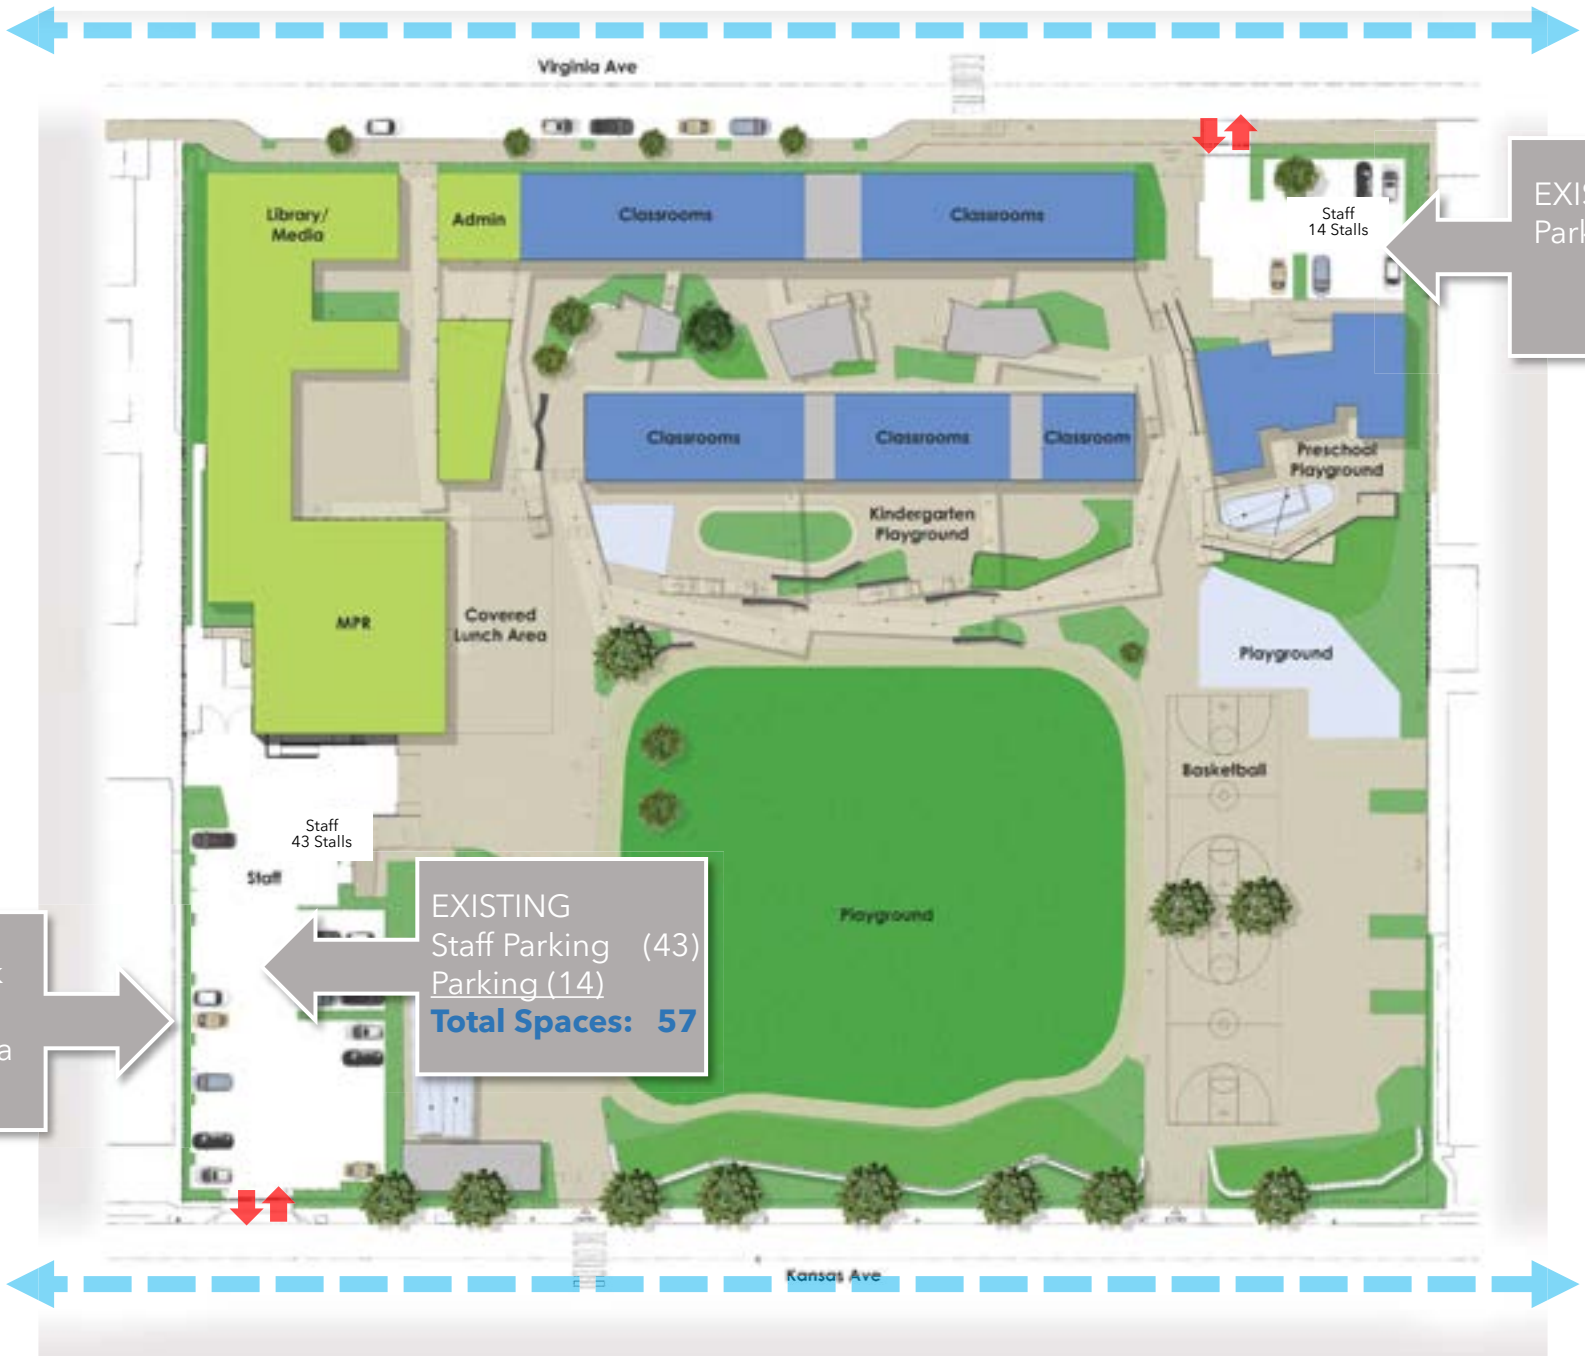 Virginia Ave
Library/
Media
Admin
Classrooms
Classrooms
Staff
14 Stalls
Classrooms
Classrooms
Classroom
Preschool
Playground
Kindergarten
Playground
MPR
Covered
Lunch Area
Playground
Basketball
Staff
43 Stalls
Staff
EXISTING
Staff Parking (43)
Parking (14)
Total Spaces: 57
Playground
a
Kansas Ave